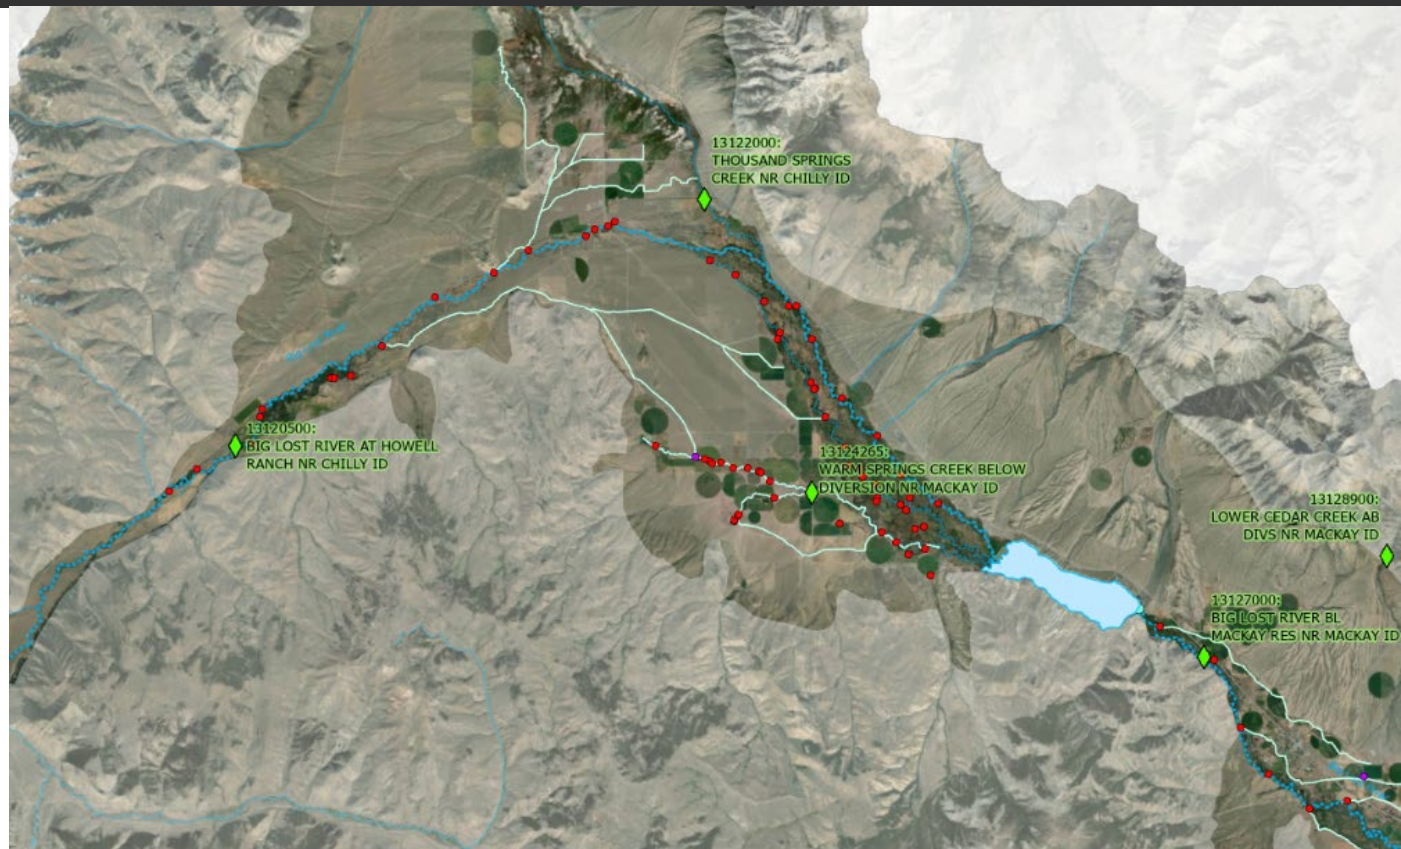 13122000:
THOUSAND SPRINGS
CREEK NR CHILLY ID
13120500:
BIG LOST RIVER AT HOWELL
RANCH NR CHILLY ID
13124265:
WARM SPRINGS CREEK BELOW
DIVERSION NR MACKAY ID
13128900:
LOWER CEDAR CREEK AB
DIVS NR MACKAY ID
13127000:
BIG LOST RIVER BL
MACKAY RES NR MACKAY ID